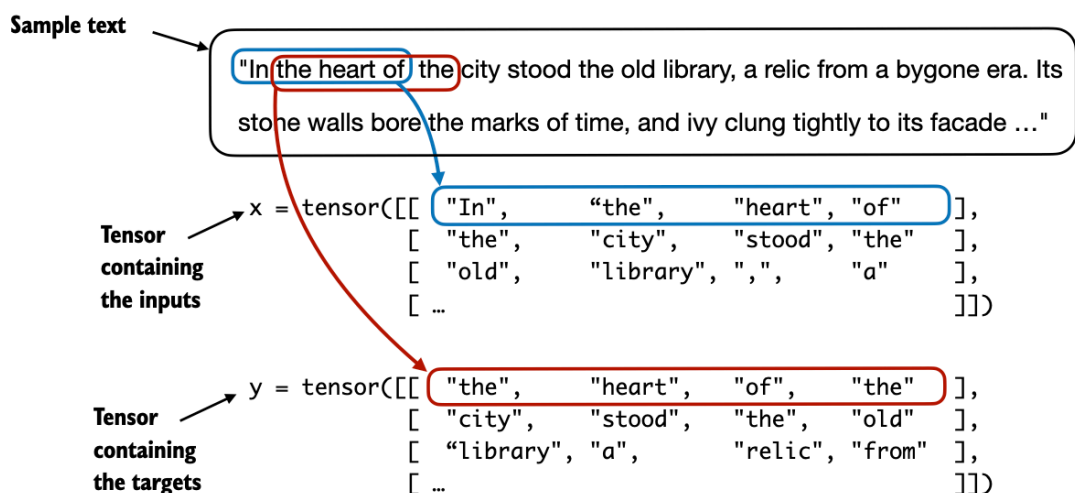 Sample text
"In the heart of the city stood the old library, a relic from a bygone era. Its
stone walls bore the marks of time, and ivy clung tightly to its facade …"
x = tensor([[ "In", “the", "heart", "of" ],
[ "the", "city", "stood", "the" ],
[ "old", "library", ",", "a" ],
[ … ]])
Tensor
containing
the inputs
y = tensor([[ "the", "heart", "of", "the" ],
[ "city", "stood", "the", "old" ],
[ “library", "a", "relic", "from" ],
[ … ]])
Tensor
containing
the targets